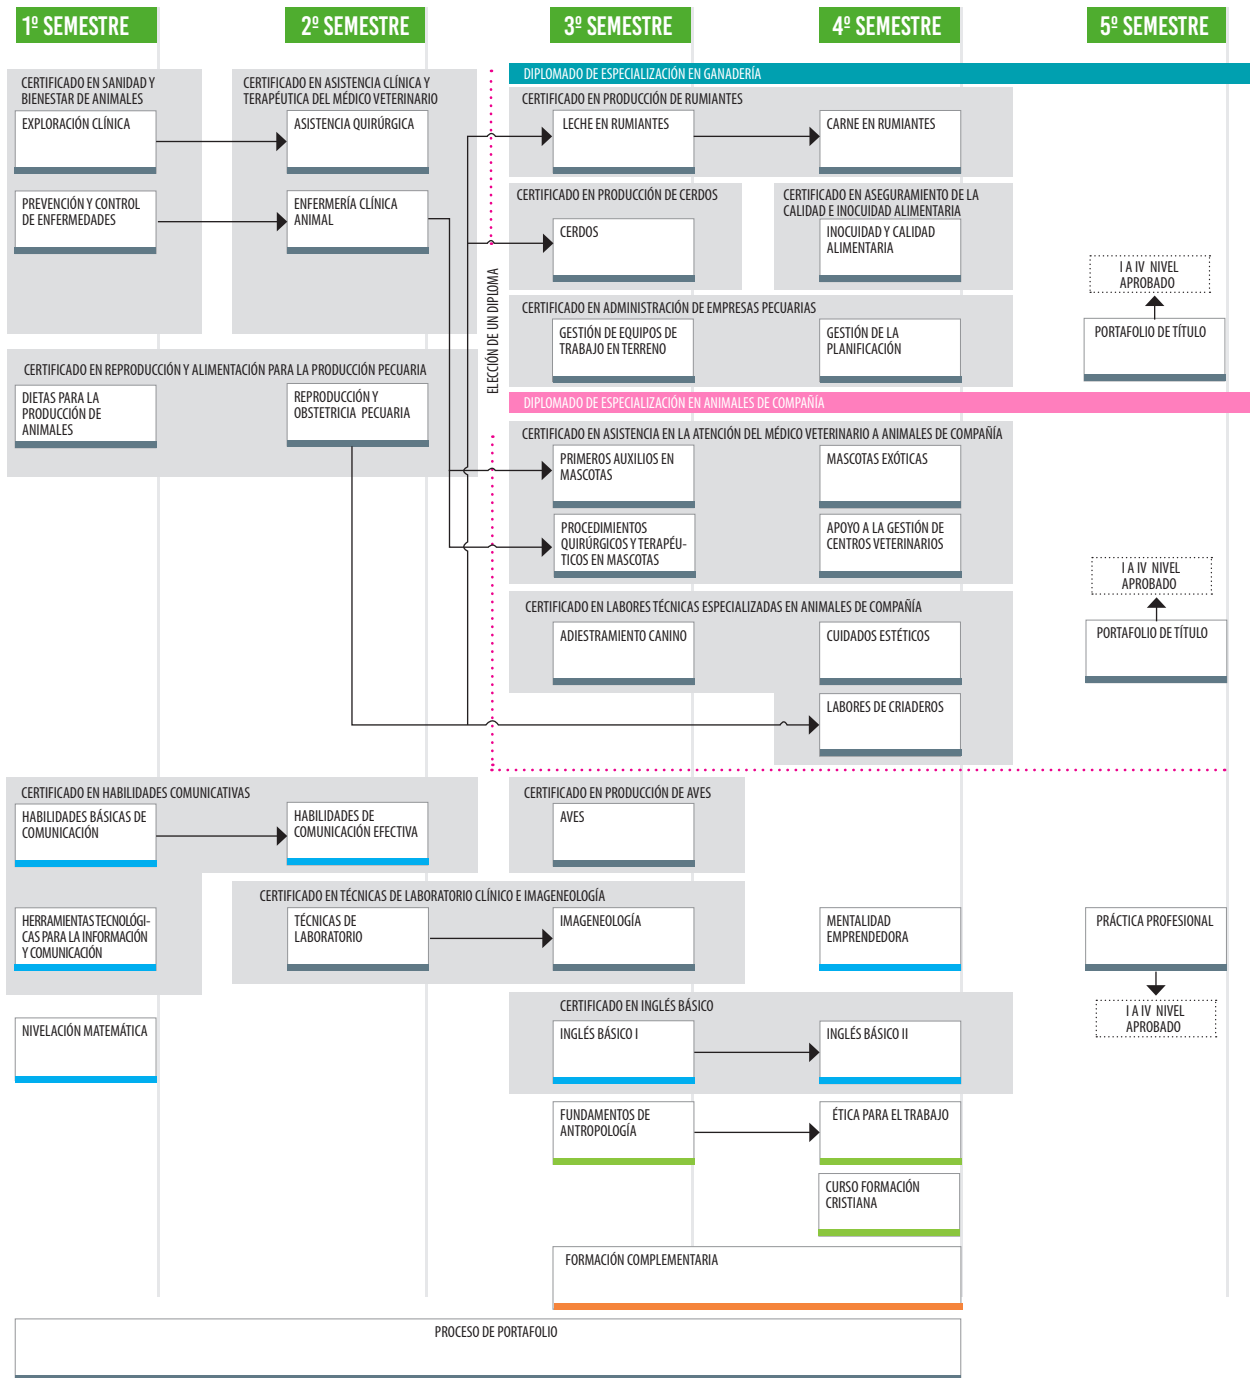 1º SEMESTRE
2º SEMESTRE
3º SEMESTRE
4º SEMESTRE
5º SEMESTRE
CERTIFICADO EN SANIDAD Y
BIENESTAR DE ANIMALES
EXPLORACIÓN CLÍNICA
PREVENCIÓN Y CONTROL
DE ENFERMEDADES
CERTIFICADO EN ASISTENCIA CLÍNICA Y
TERAPÉUTICA DEL MÉDICO VETERINARIO
ASISTENCIA QUIRÚRGICA
ENFERMERÍA CLÍNICA
ANIMAL
CERTIFICADO EN REPRODUCCIÓN Y ALIMENTACIÓN PARA LA PRODUCCIÓN PECUARIA
DIETAS PARA LA
PRODUCCIÓN DE
ANIMALES
REPRODUCCIÓN Y
OBSTETRICIA PECUARIA
ELECCIÓN DE UN DIPLOMA
DIPLOMADO DE ESPECIALIZACIÓN EN GANADERÍA
CERTIFICADO EN PRODUCCIÓN DE RUMIANTES
LECHE EN RUMIANTES
CARNE EN RUMIANTES
CERTIFICADO EN PRODUCCIÓN DE CERDOS
CERDOS
CERTIFICADO EN ASEGURAMIENTO DE LA
CALIDAD E INOCUIDAD ALIMENTARIA
INOCUIDAD Y CALIDAD
ALIMENTARIA
CERTIFICADO EN ADMINISTRACIÓN DE EMPRESAS PECUARIAS
GESTIÓN DE EQUIPOS DE
TRABAJO EN TERRENO
GESTIÓN DE LA
PLANIFICACIÓN
I A IV NIVEL
APROBADO
PORTAFOLIO DE TÍTULO
DIPLOMADO DE ESPECIALIZACIÓN EN ANIMALES DE COMPAÑÍA
CERTIFICADO EN ASISTENCIA EN LA ATENCIÓN DEL MÉDICO VETERINARIO A ANIMALES DE COMPAÑÍA
PRIMEROS AUXILIOS EN
MASCOTAS
MASCOTAS EXÓTICAS
PROCEDIMIENTOS
QUIRÚRGICOS Y TERAPÉU-
TICOS EN MASCOTAS
APOYO A LA GESTIÓN DE
CENTROS VETERINARIOS
CERTIFICADO EN LABORES TÉCNICAS ESPECIALIZADAS EN ANIMALES DE COMPAÑÍA
ADIESTRAMIENTO CANINO
CUIDADOS ESTÉTICOS
LABORES DE CRIADEROS
I A IV NIVEL
APROBADO
PORTAFOLIO DE TÍTULO
CERTIFICADO EN HABILIDADES COMUNICATIVAS
HABILIDADES BÁSICAS DE
COMUNICACIÓN
HABILIDADES DE
COMUNICACIÓN EFECTIVA
HERRAMIENTAS TECNOLÓGI-
CAS PARA LA INFORMACIÓN
Y COMUNICACIÓN
CERTIFICADO EN PRODUCCIÓN DE AVES
AVES
CERTIFICADO EN TÉCNICAS DE LABORATORIO CLÍNICO E IMAGENEOLOGÍA
TÉCNICAS DE
LABORATORIO
IMAGENEOLOGÍA
MENTALIDAD
EMPRENDEDORA
PRÁCTICA PROFESIONAL
I A IV NIVEL
APROBADO
NIVELACIÓN MATEMÁTICA
CERTIFICADO EN INGLÉS BÁSICO
INGLÉS BÁSICO I
INGLÉS BÁSICO II
FUNDAMENTOS DE
ANTROPOLOGÍA
ÉTICA PARA EL TRABAJO
CURSO FORMACIÓN
CRISTIANA
FORMACIÓN COMPLEMENTARIA
PROCESO DE PORTAFOLIO